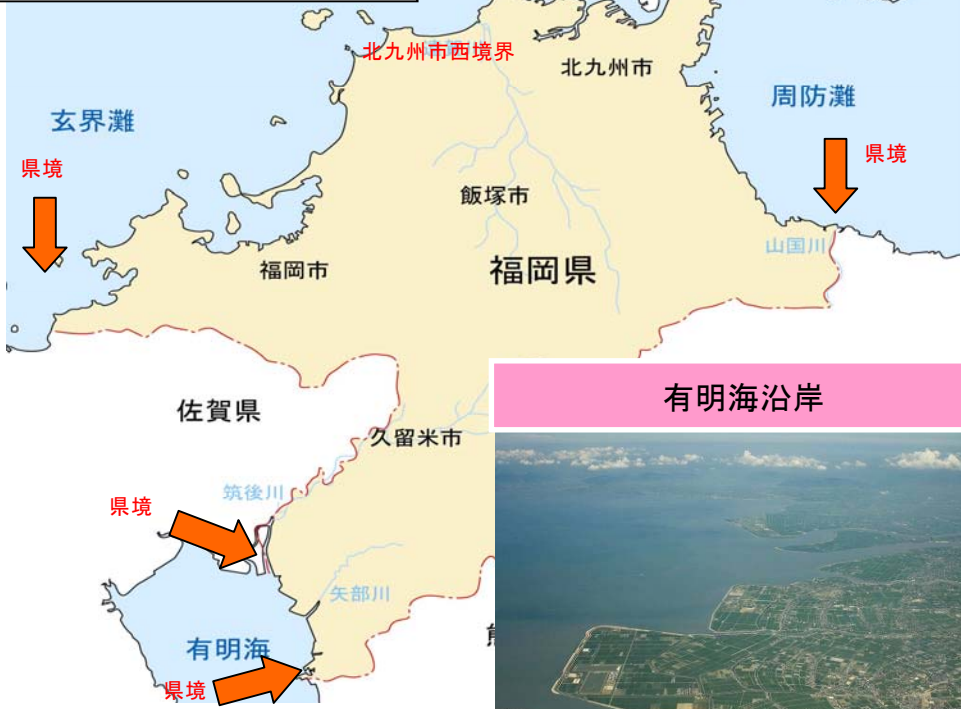 北九州市西境界
遠賀川
北九州市
玄界灘
周防灘
県境
県境
飯塚市
山国川
福岡市
福岡県
佐賀県
久留米市
有明海沿岸
筑後川
県境
矢部川
有明海
県境